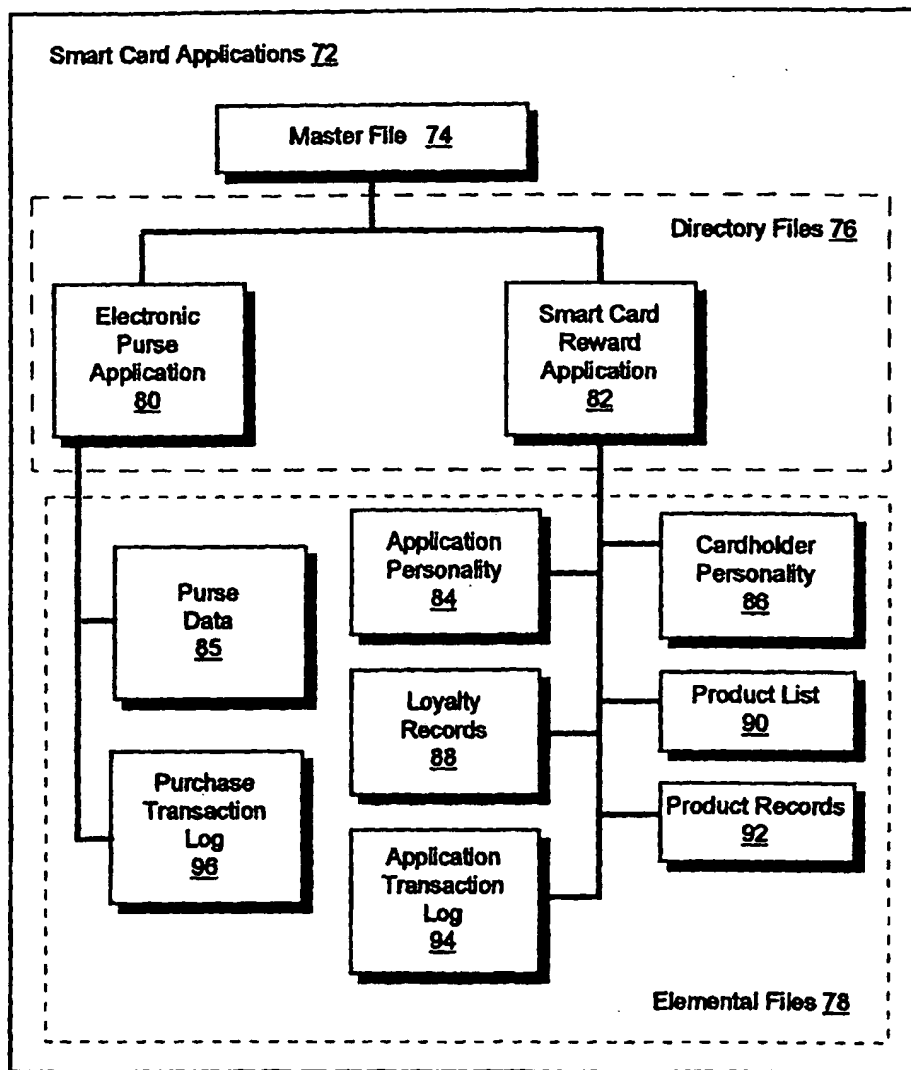 Smart Card Applications 72
Master File 74
Directory Files 76
Electronic
Purse
Application
80
Smart Card
Reward
Application
82
Purse
Data
85
Purchase
Transaction
Log
96
Application
Personality
84
Loyalty
Records
88
Application
Transaction
Log
94
Cardholder
Personality
86
Product List
90
Product Records
92
Elemental Files 78